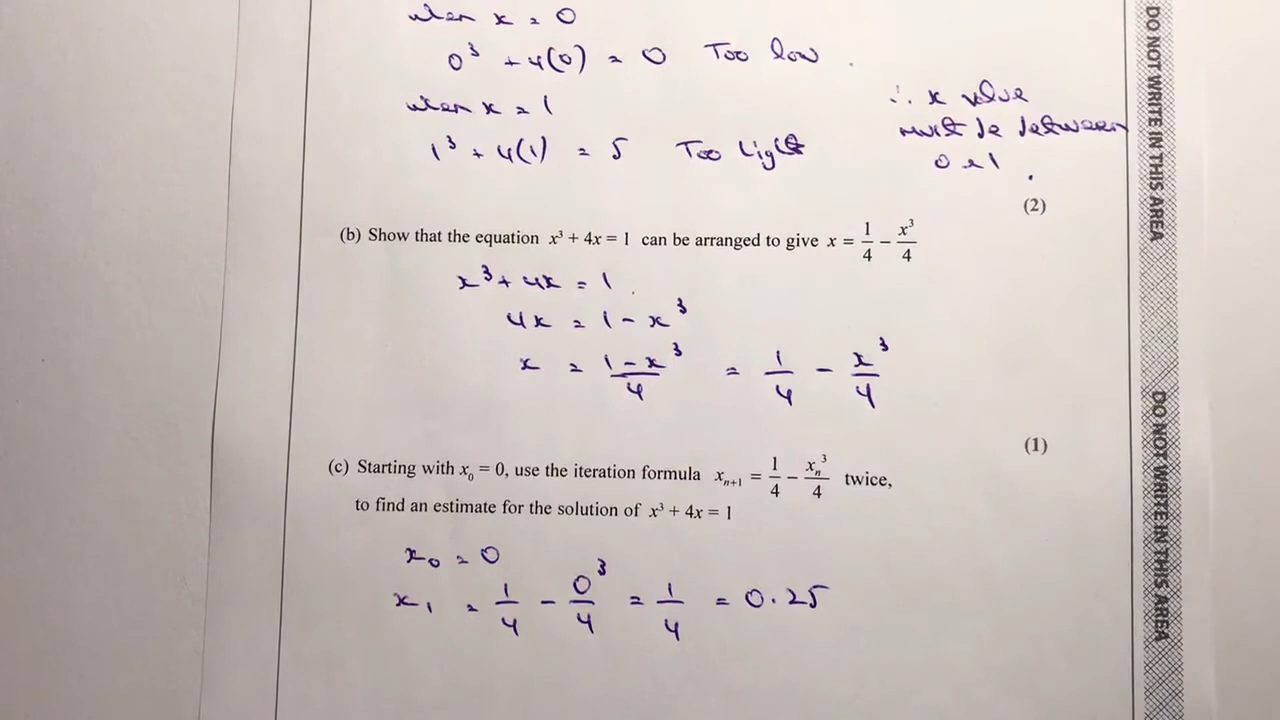 when x = 0
0³ + 4(0) = 0 Too low.
when x = 1
1³ + 4(1) = 5 Too hight
∴ x value
must be between
0 & 1.
(2)
(b) Show that the equation x³ + 4x = 1 can be arranged to give x = 1/4 − x³/4
x³ + 4x = 1
4x = 1 − x³
x = (1 − x³)/4 = 1/4 − x³/4
(1)
(c) Starting with x₀ = 0, use the iteration formula xₙ₊₁ = 1/4 − xₙ³/4 twice,
to find an estimate for the solution of x³ + 4x = 1
x₀ = 0
x₁ = 1/4 − 0³/4 = 1/4 = 0.25
DO NOT WRITE IN THIS AREA
DO NOT WRITE IN THIS AREA